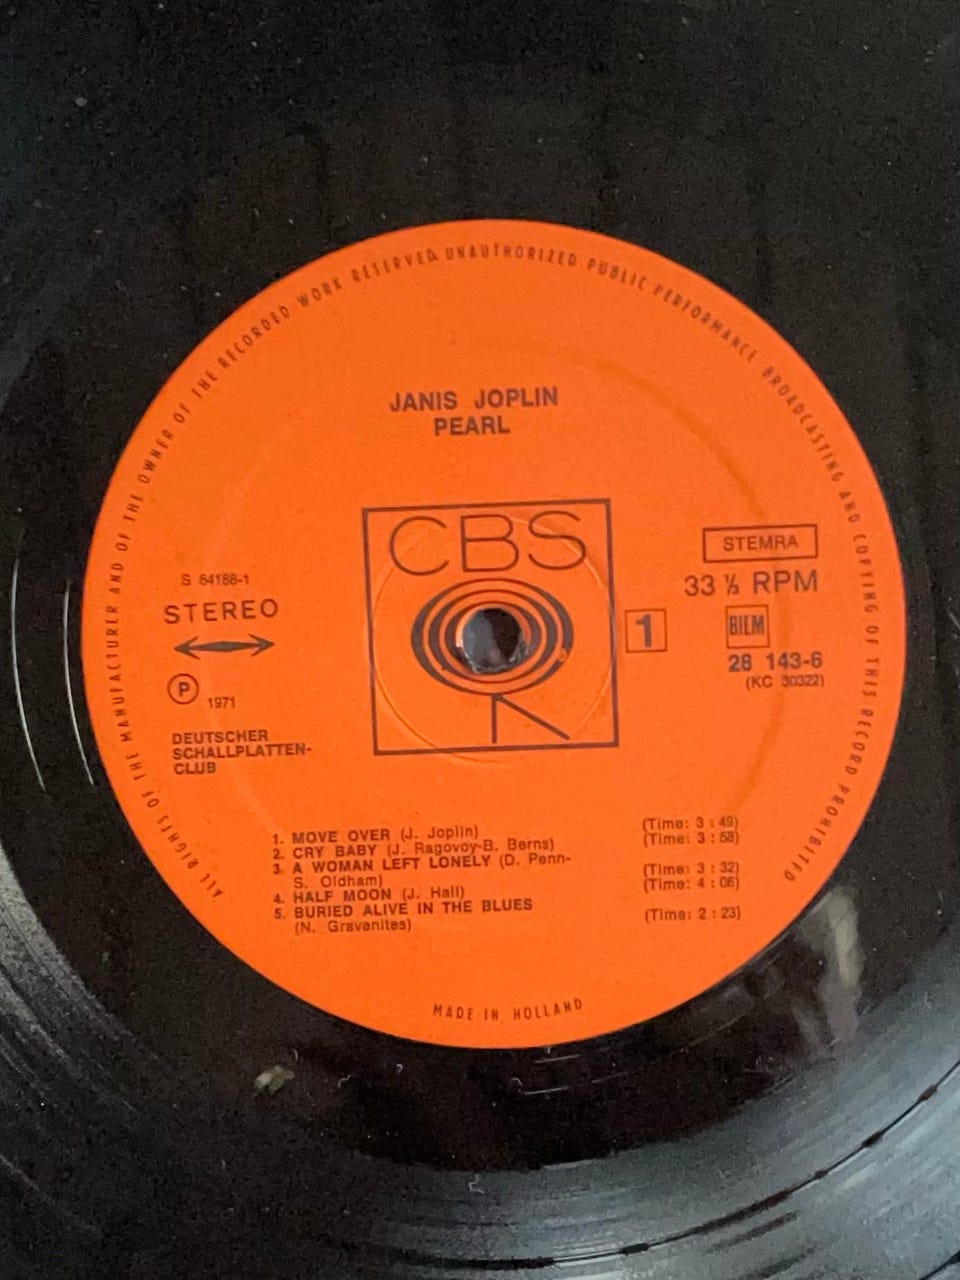 ALL RIGHTS OF THE MANUFACTURER AND OF THE OWNER OF THE RECORDED WORK RESERVED. UNAUTHORIZED PUBLIC PERFORMANCE BROADCASTING AND COPYING OF THIS RECORD PROHIBITED
JANIS JOPLIN
PEARL
CBS
STEMRA
S 64188-1
33 ⅓ RPM
STEREO
1
BIEM
28 143-6
(KC 30322)
P 1971
DEUTSCHER
SCHALLPLATTEN-
CLUB
1. MOVE OVER (J. Joplin) (Time: 3 : 49)
2. CRY BABY (J. Ragovoy-B. Berns) (Time: 3 : 58)
3. A WOMAN LEFT LONELY (D. Penn- (Time: 3 : 32)
S. Oldham)
4. HALF MOON (J. Hall) (Time: 4 : 06)
5. BURIED ALIVE IN THE BLUES (Time: 2 : 23)
(N. Gravenites)
MADE IN HOLLAND